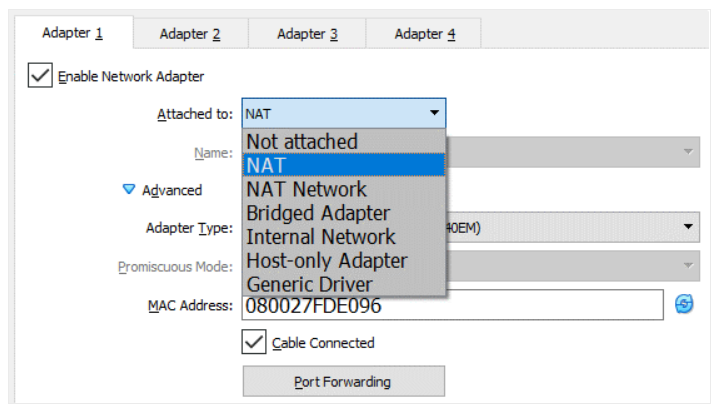 Adapter 1 Adapter 2 Adapter 3 Adapter 4
Enable Network Adapter
Attached to: NAT
Not attached
Name:
NAT
Advanced
NAT Network
Bridged Adapter
Adapter Type: 40EM)
Internal Network
Promiscuous Mode:
Host-only Adapter
Generic Driver
MAC Address: 080027FDE096
Cable Connected
Port Forwarding